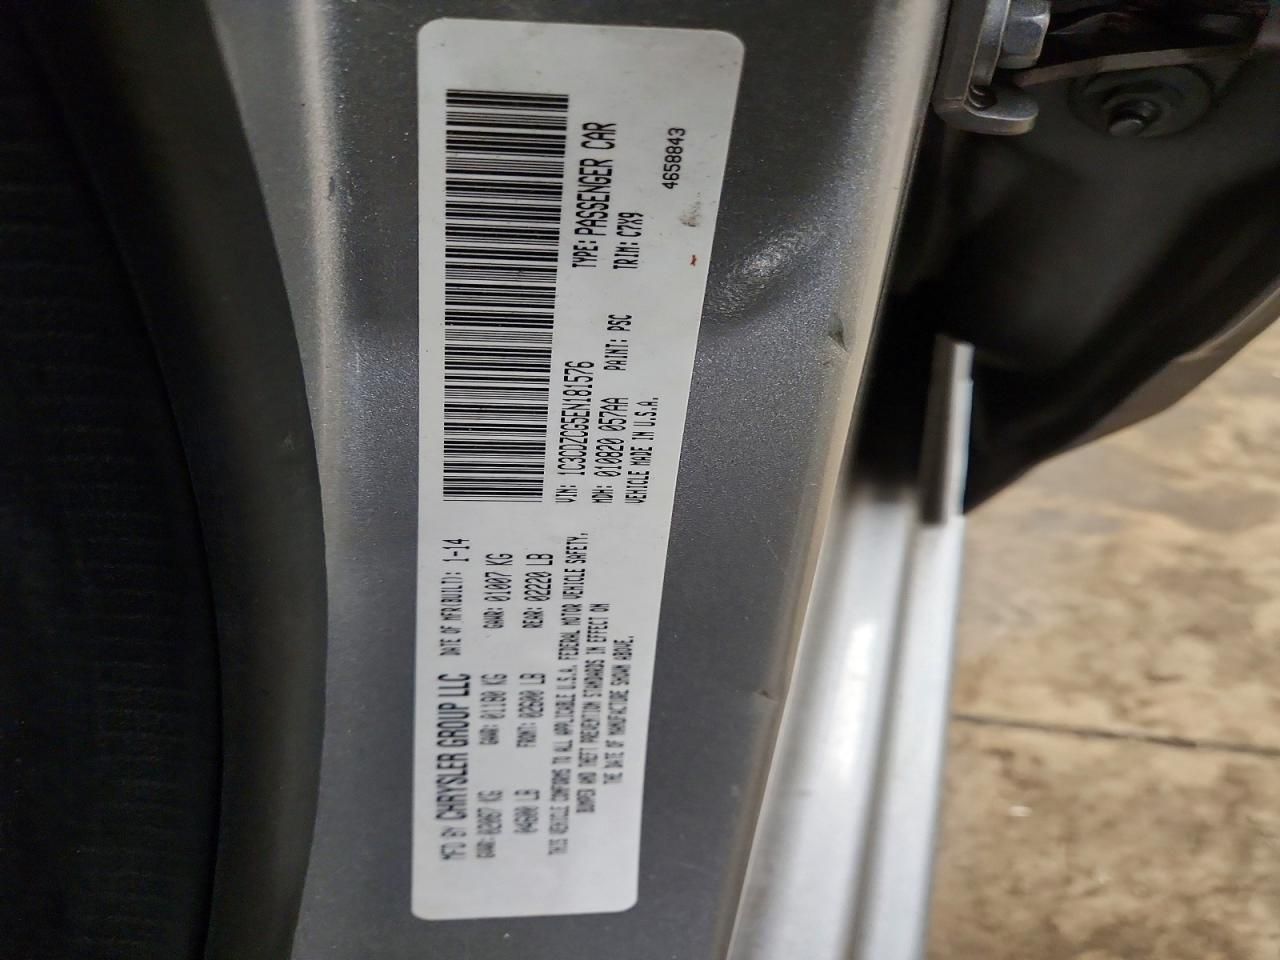 MFD BY CHRYSLER GROUP LLC DATE OF MFR(BUILT): 1-14
GVWR: 02087 KG GAWR: 01180 KG GAWR: 01007 KG
04600 LB FRONT: 02600 LB REAR: 02220 LB
THIS VEHICLE CONFORMS TO ALL APPLICABLE U.S.A. FEDERAL MOTOR VEHICLE SAFETY,
BUMPER AND THEFT PREVENTION STANDARDS IN EFFECT ON
THE DATE OF MANUFACTURE SHOWN ABOVE.
VIN: 1C3CDZCG5EN181576 TYPE: PASSENGER CAR
MDH: 010820 057AA PAINT: PSC TRIM: C7X9
VEHICLE MADE IN U.S.A.
4658843